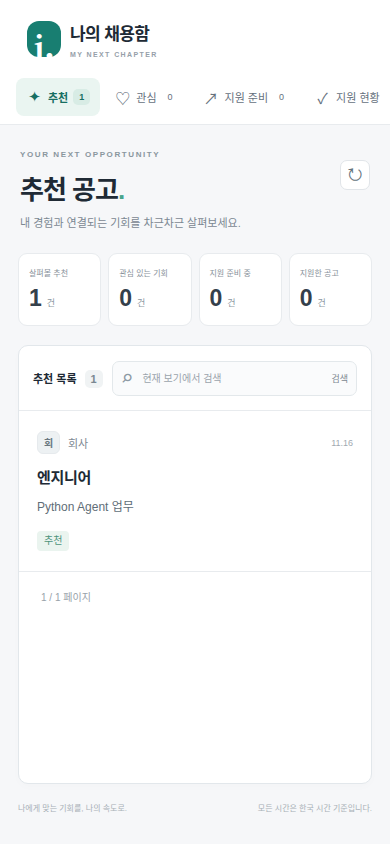 i.
나의 채용함
MY NEXT CHAPTER
추천 1 관심 0 지원 준비 0 지원 현황
YOUR NEXT OPPORTUNITY
추천 공고.
내 경험과 연결되는 기회를 차근차근 살펴보세요.
살펴볼 추천 관심 있는 기회 지원 준비 중 지원한 공고
1 건 0 건 0 건 0 건
추천 목록 1 현재 보기에서 검색 검색
회 회사 11.16
엔지니어
Python Agent 업무
추천
1 / 1 페이지
나에게 맞는 기회를, 나의 속도로. 모든 시간은 한국 시간 기준입니다.